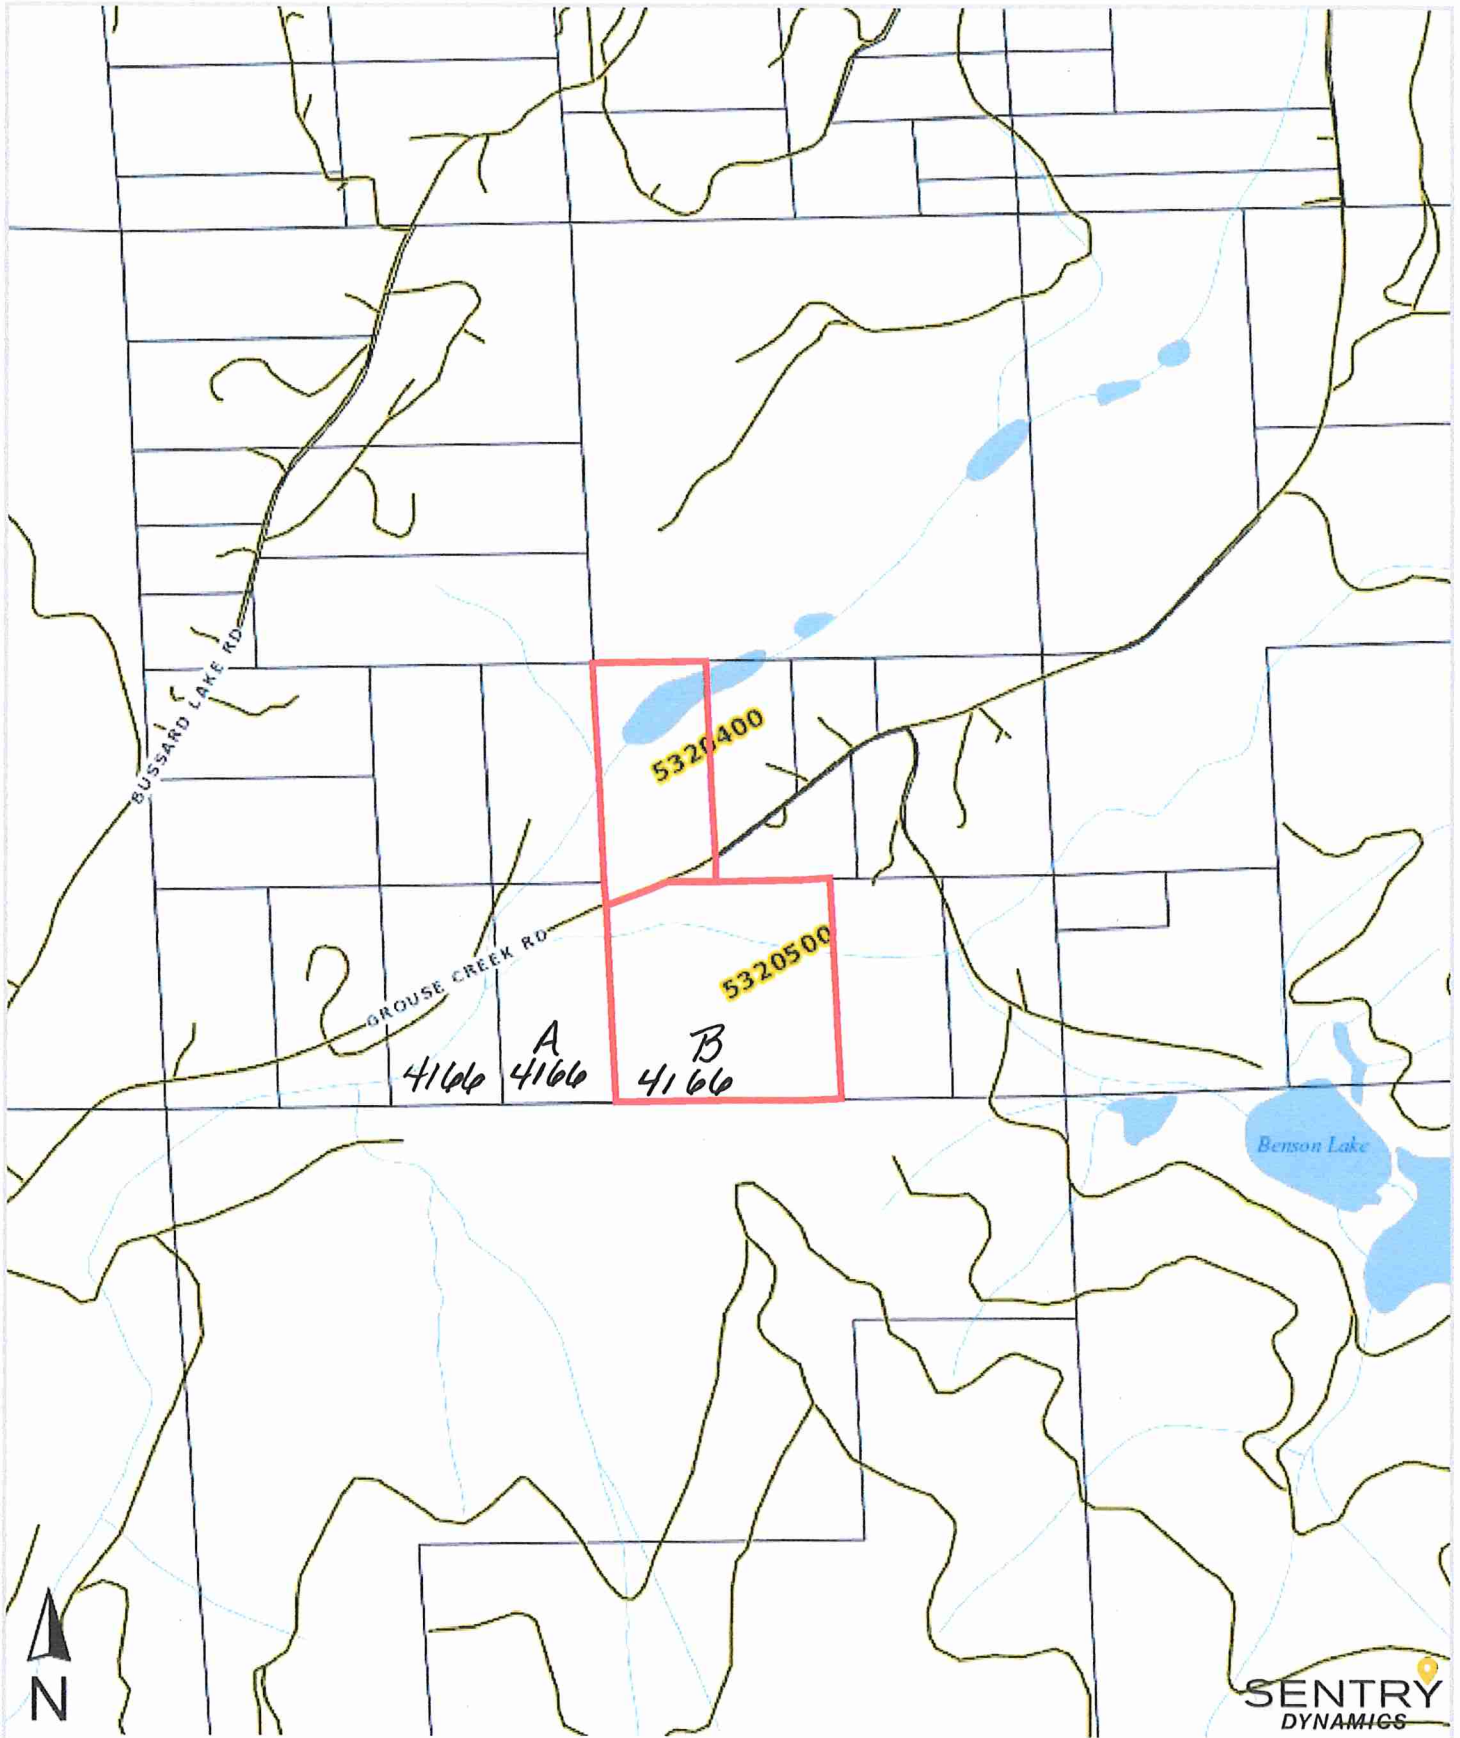 BUSSARD LAKE RD
5320400
GROUSE CREEK RD
5320500
A
B
4166
4166
4166
Benson Lake
N
SENTRY
DYNAMICS